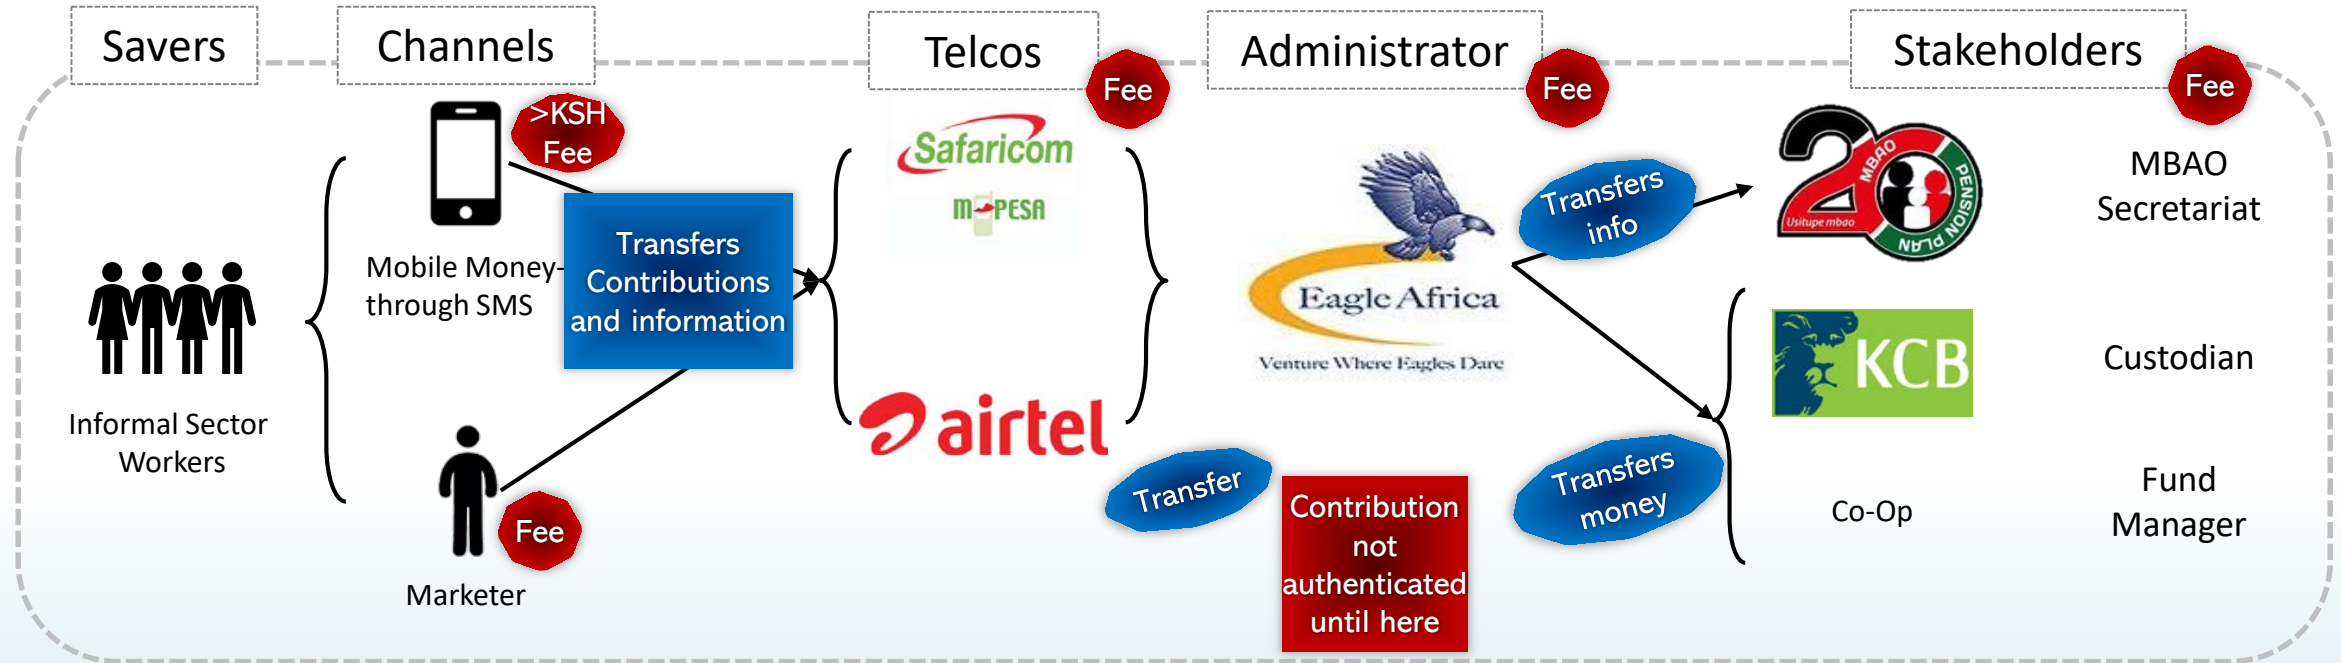 Savers
Channels
Telcos
Administrator
Stakeholders
Fee
Fee
Fee
>KSH
Fee
Mobile Money-
through SMS
Informal Sector
Workers
Marketer
Fee
Transfers
Contributions
and information
Safaricom
M-PESA
airtel
Transfer
Eagle Africa
Venture Where Eagles Dare
Contribution
not
authenticated
until here
Transfers
info
Transfers
money
20
MBAO
PENSION PLAN
Usitupe mbao
MBAO
Secretariat
KCB
Custodian
Co-Op
Fund
Manager